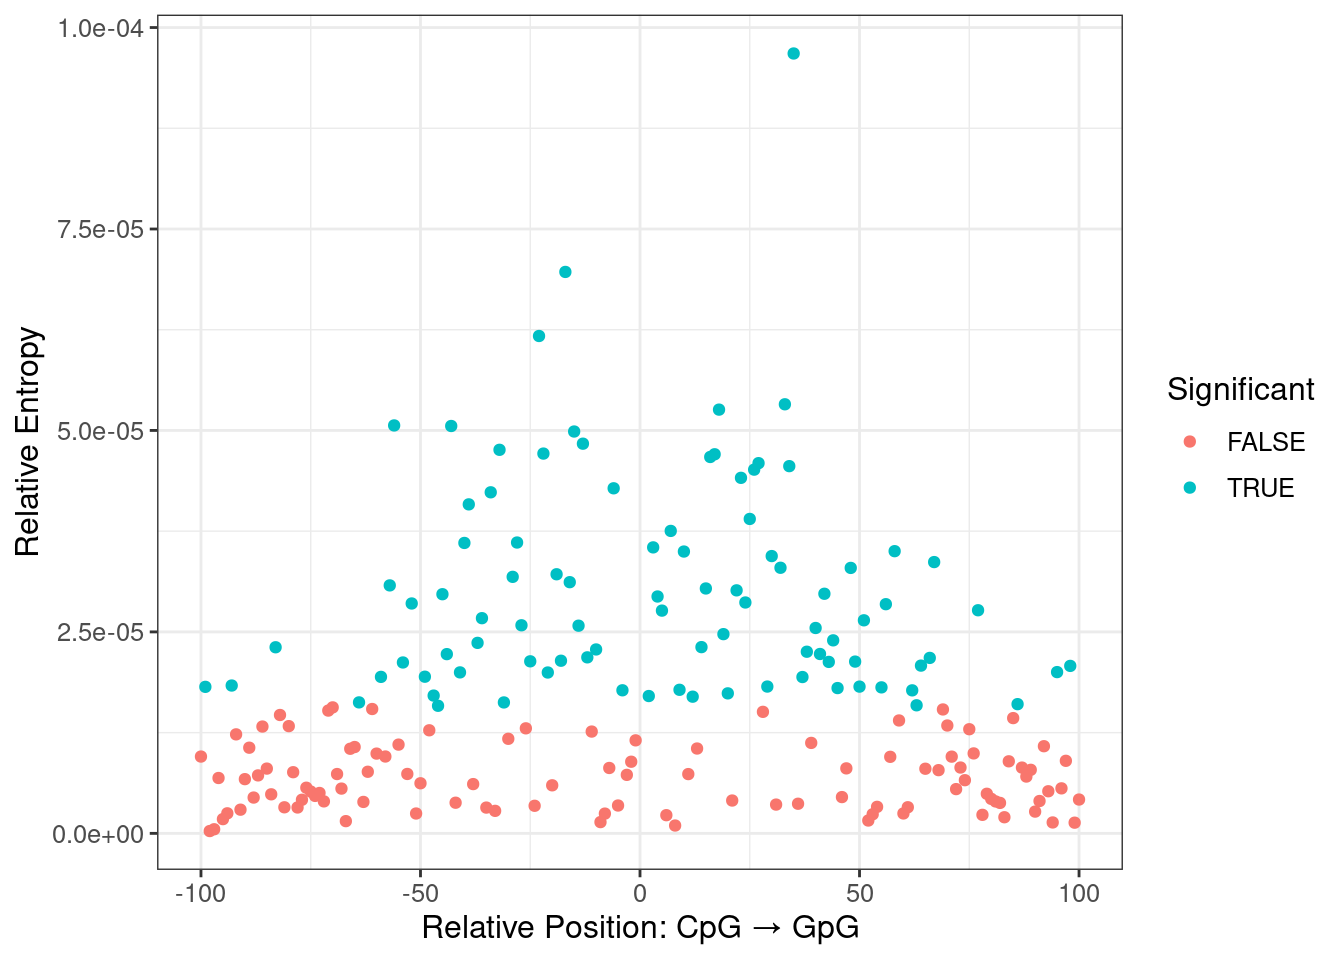 1.0e-04
7.5e-05
5.0e-05
2.5e-05
0.0e+00
Relative Entropy
-100 -50 0 50 100
Relative Position: CpG → GpG
Significant
FALSE
TRUE